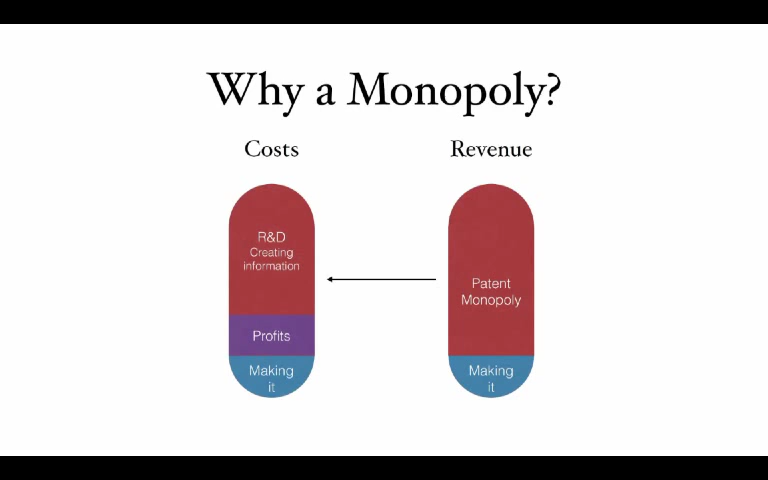 Why a Monopoly?
Costs
Revenue
R&D
Creating
information
Profits
Making
it
Patent
Monopoly
Making
it